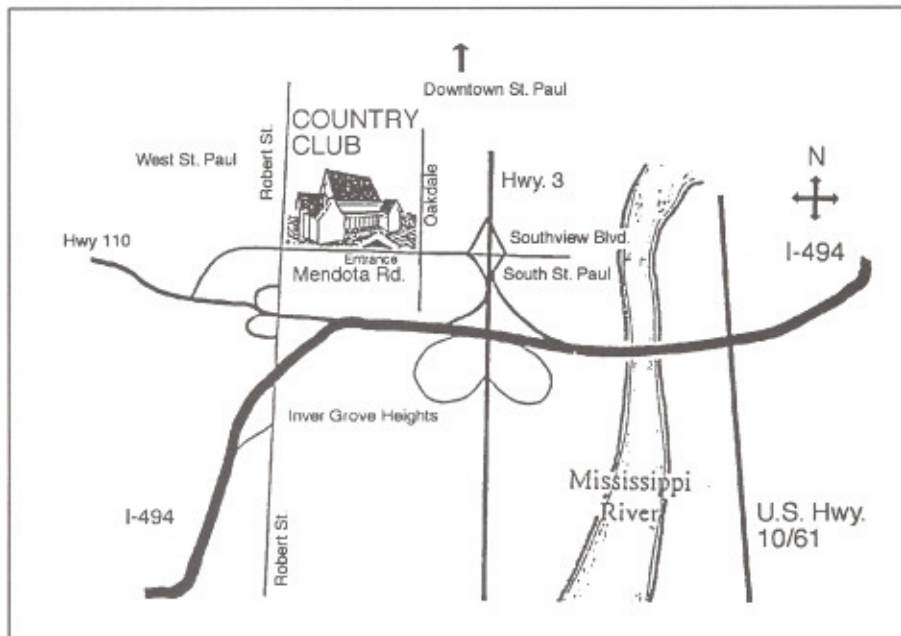 Downtown St. Paul
COUNTRY
CLUB
Robert St.
West St. Paul
Oakdale
Hwy. 3
N
Hwy 110
Southview Blvd.
I-494
Entrance
Mendota Rd.
South St. Paul
Inver Grove Heights
Mississippi
River
I-494
U.S. Hwy.
10/61
Robert St.